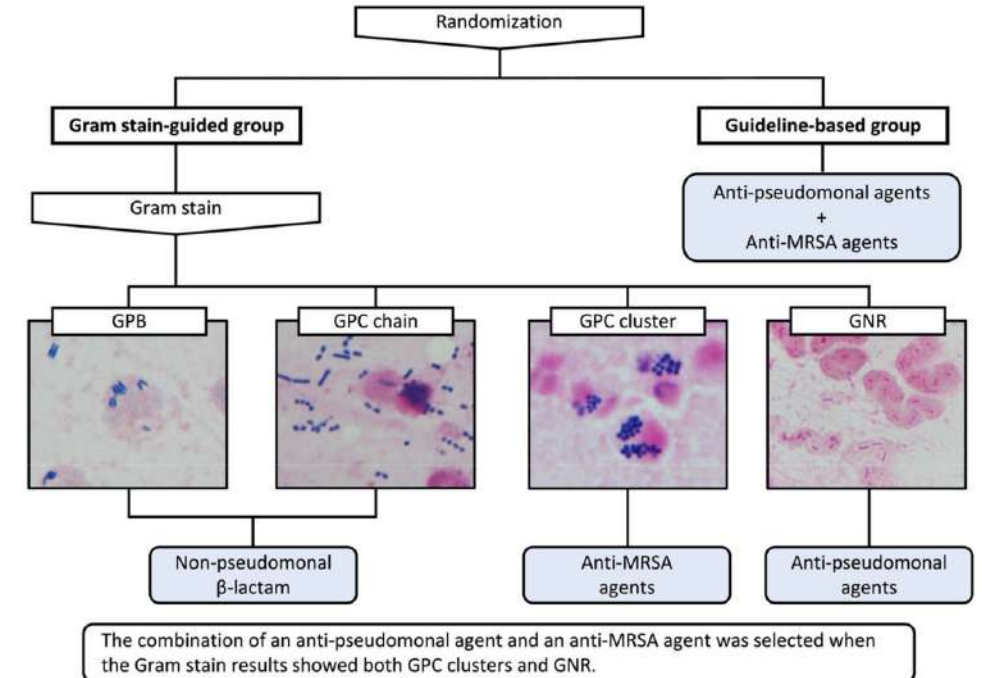 Randomization
Gram stain-guided group
Guideline-based group
Gram stain
Anti-pseudomonal agents
+
Anti-MRSA agents
GPB
GPC chain
GPC cluster
GNR
Non-pseudomonal
β-lactam
Anti-MRSA
agents
Anti-pseudomonal
agents
The combination of an anti-pseudomonal agent and an anti-MRSA agent was selected when
the Gram stain results showed both GPC clusters and GNR.